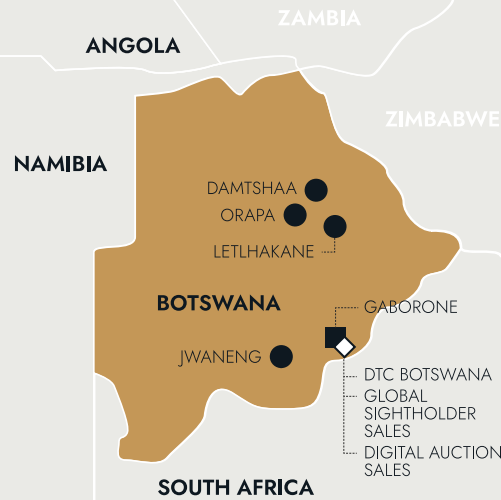 ZAMBIA
ANGOLA
ZIMBABWE
NAMIBIA
DAMTSHAA
ORAPA
LETLHAKANE
BOTSWANA
GABORONE
JWANENG
DTC BOTSWANA
GLOBAL
SIGHTHOLDER
SALES
DIGITAL AUCTION
SALES
SOUTH AFRICA